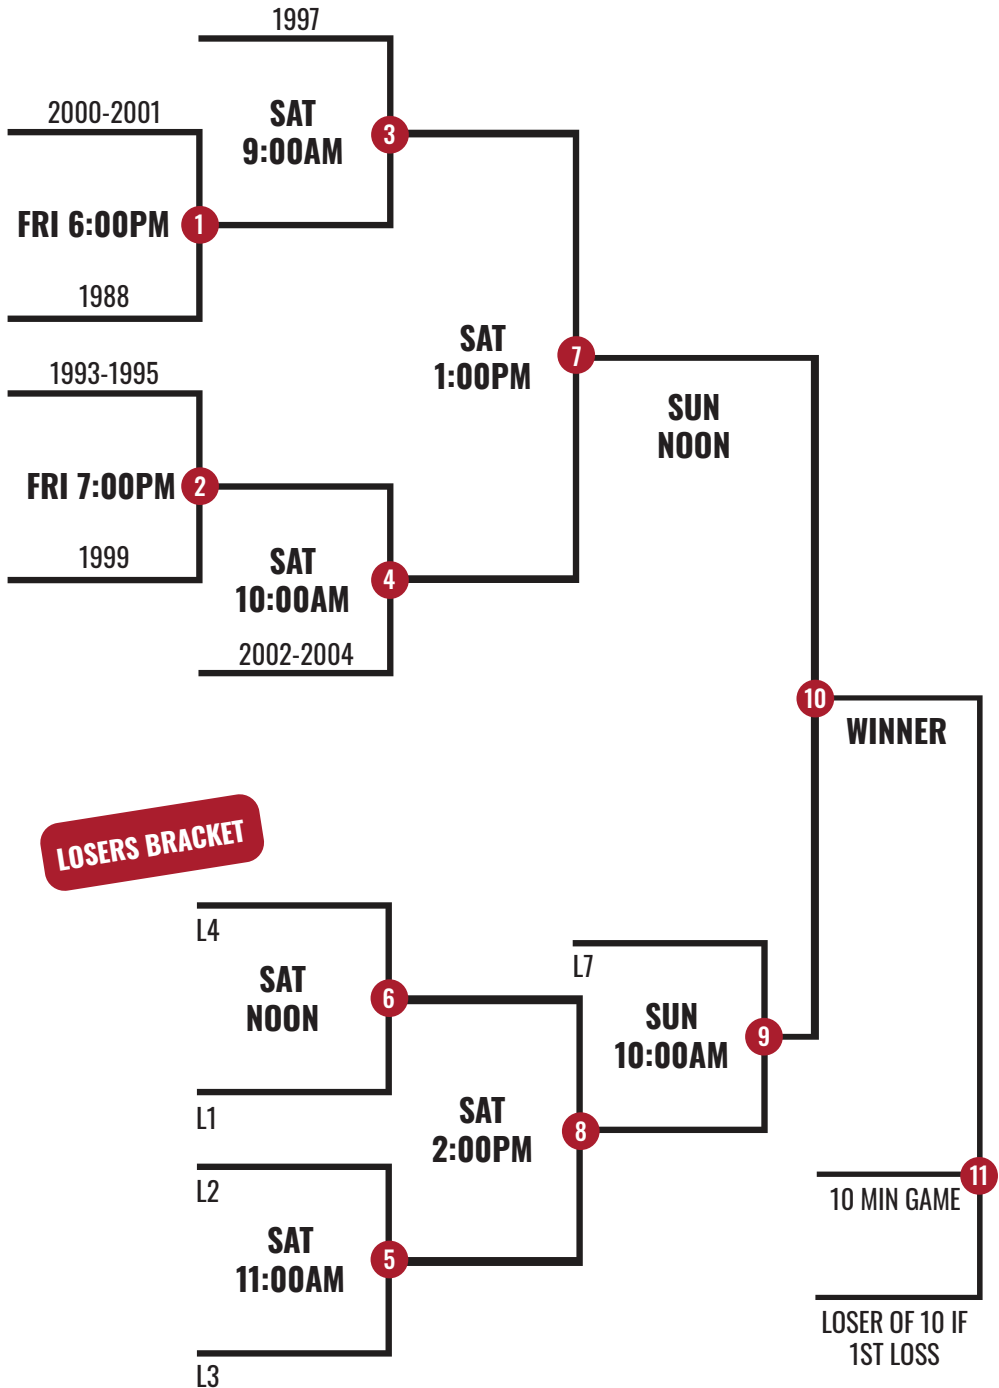 1997
2000-2001
SAT
9:00AM
3
FRI 6:00PM
1
1988
SAT
1:00PM
7
1993-1995
SUN
NOON
FRI 7:00PM
2
1999
SAT
10:00AM
4
2002-2004
10
WINNER
LOSERS BRACKET
L4
SAT
NOON
6
L7
SUN
10:00AM
9
L1
SAT
2:00PM
8
L2
SAT
11:00AM
5
L3
11
10 MIN GAME
LOSER OF 10 IF
1ST LOSS